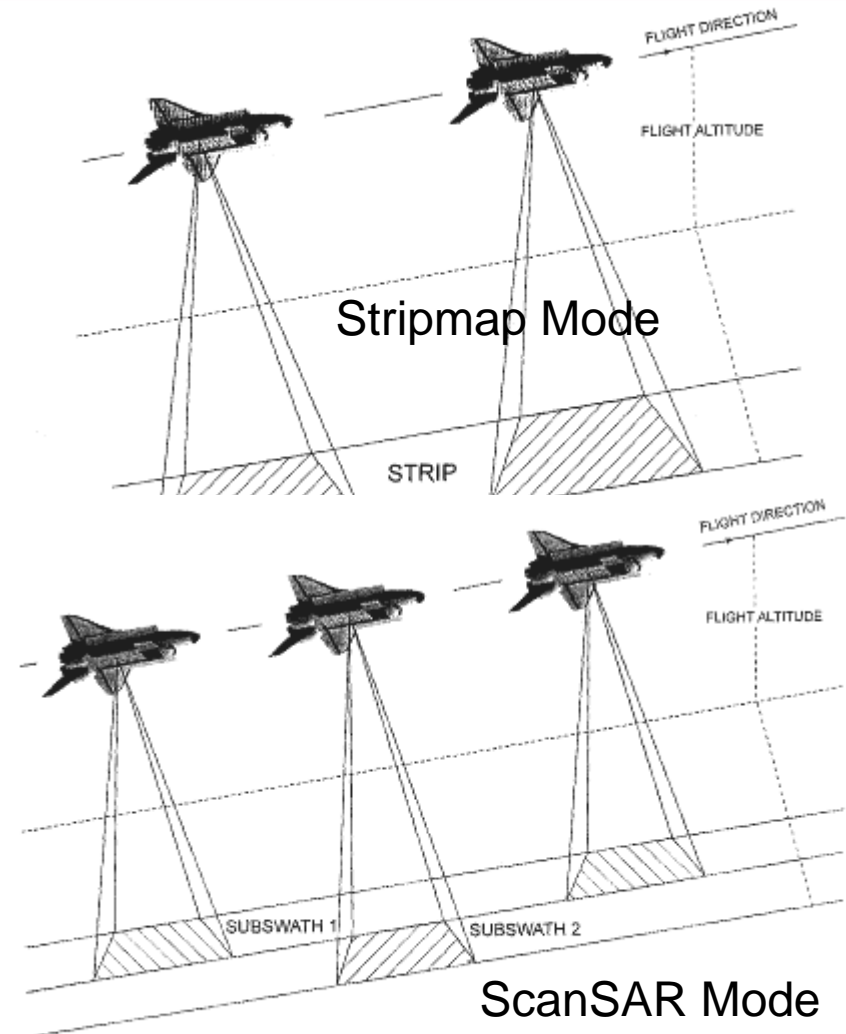 FLIGHT DIRECTION
FLIGHT ALTITUDE
Stripmap Mode
STRIP
FLIGHT DIRECTION
FLIGHT ALTITUDE
SUBSWATH 1
SUBSWATH 2
ScanSAR Mode